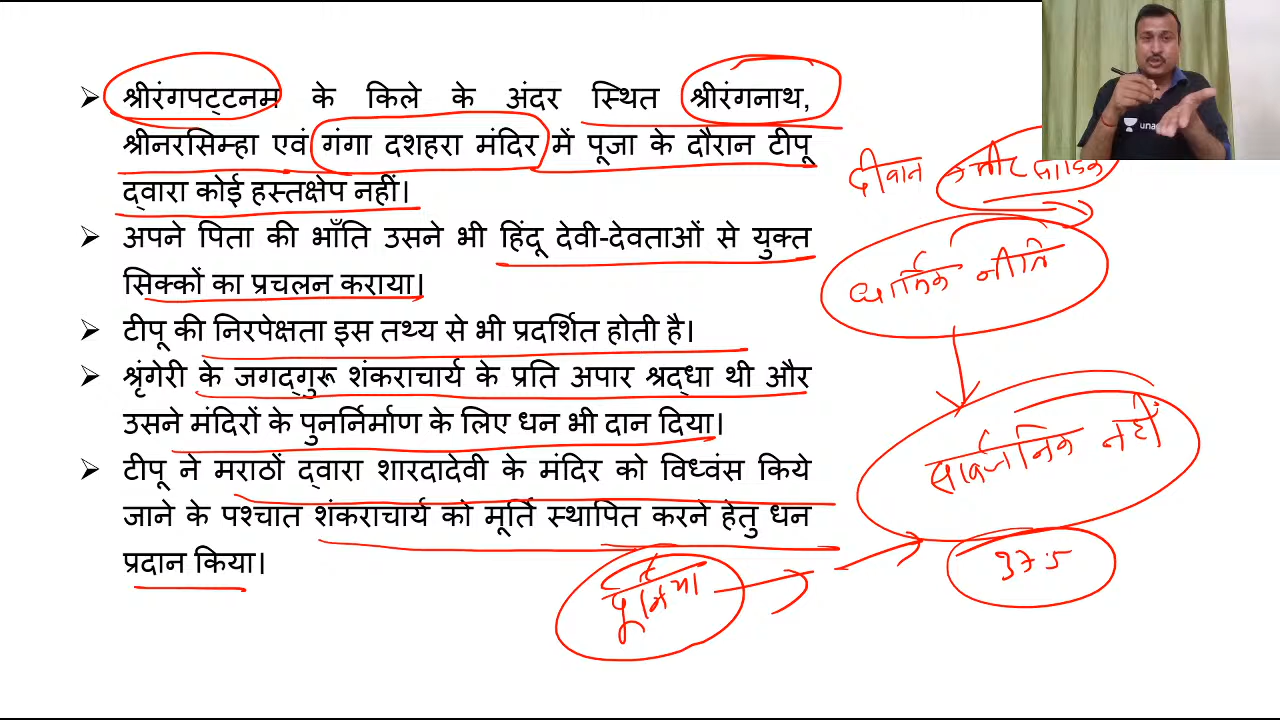 ➢ श्रीरंगपट्टनम के किले के अंदर स्थित श्रीरंगनाथ,
श्रीनरसिम्हा एवं गंगा दशहरा मंदिर में पूजा के दौरान टीपू
द्वारा कोई हस्तक्षेप नहीं।
➢ अपने पिता की भाँति उसने भी हिंदू देवी-देवताओं से युक्त
सिक्कों का प्रचलन कराया।
➢ टीपू की निरपेक्षता इस तथ्य से भी प्रदर्शित होती है।
➢ श्रृंगेरी के जगद्गुरू शंकराचार्य के प्रति अपार श्रद्धा थी और
उसने मंदिरों के पुनर्निर्माण के लिए धन भी दान दिया।
➢ टीपू ने मराठों द्वारा शारदादेवी के मंदिर को विध्वंस किये
जाने के पश्चात शंकराचार्य को मूर्ति स्थापित करने हेतु धन
प्रदान किया।
una
दीवान
धार्मिक नीति
सार्वजनिक नहीं
पूर्निया